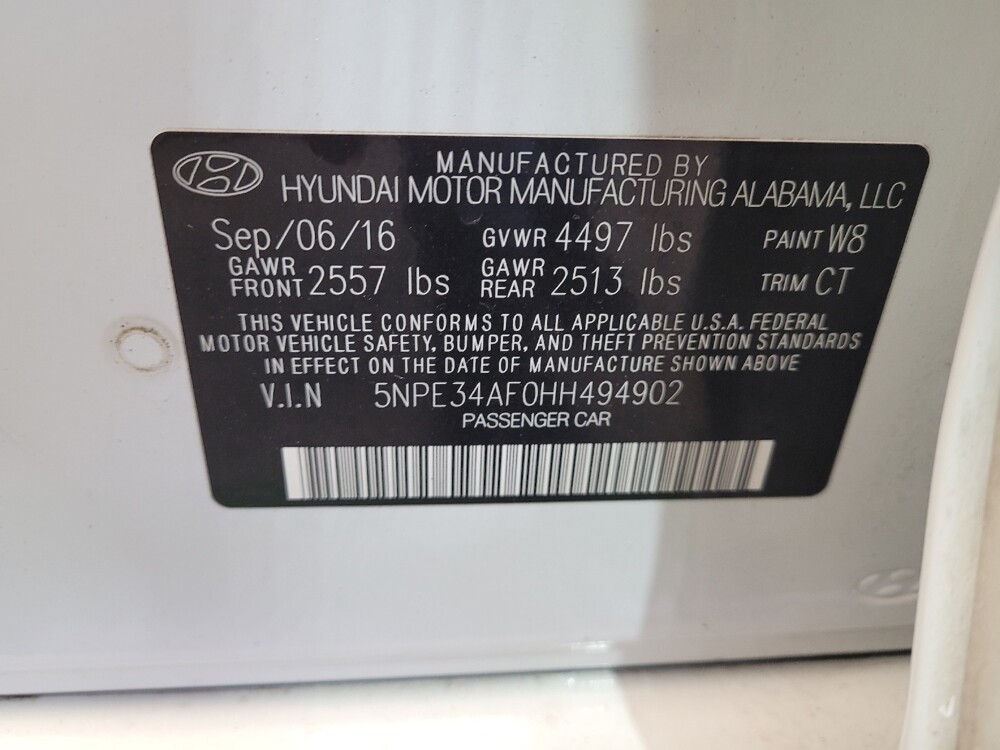 MANUFACTURED BY
HYUNDAI MOTOR MANUFACTURING ALABAMA, LLC
Sep/06/16 GVWR 4497 lbs PAINT W8
GAWR FRONT 2557 lbs GAWR REAR 2513 lbs TRIM CT
THIS VEHICLE CONFORMS TO ALL APPLICABLE U.S.A. FEDERAL
MOTOR VEHICLE SAFETY, BUMPER, AND THEFT PREVENTION STANDARDS
IN EFFECT ON THE DATE OF MANUFACTURE SHOWN ABOVE
V.I.N 5NPE34AF0HH494902
PASSENGER CAR